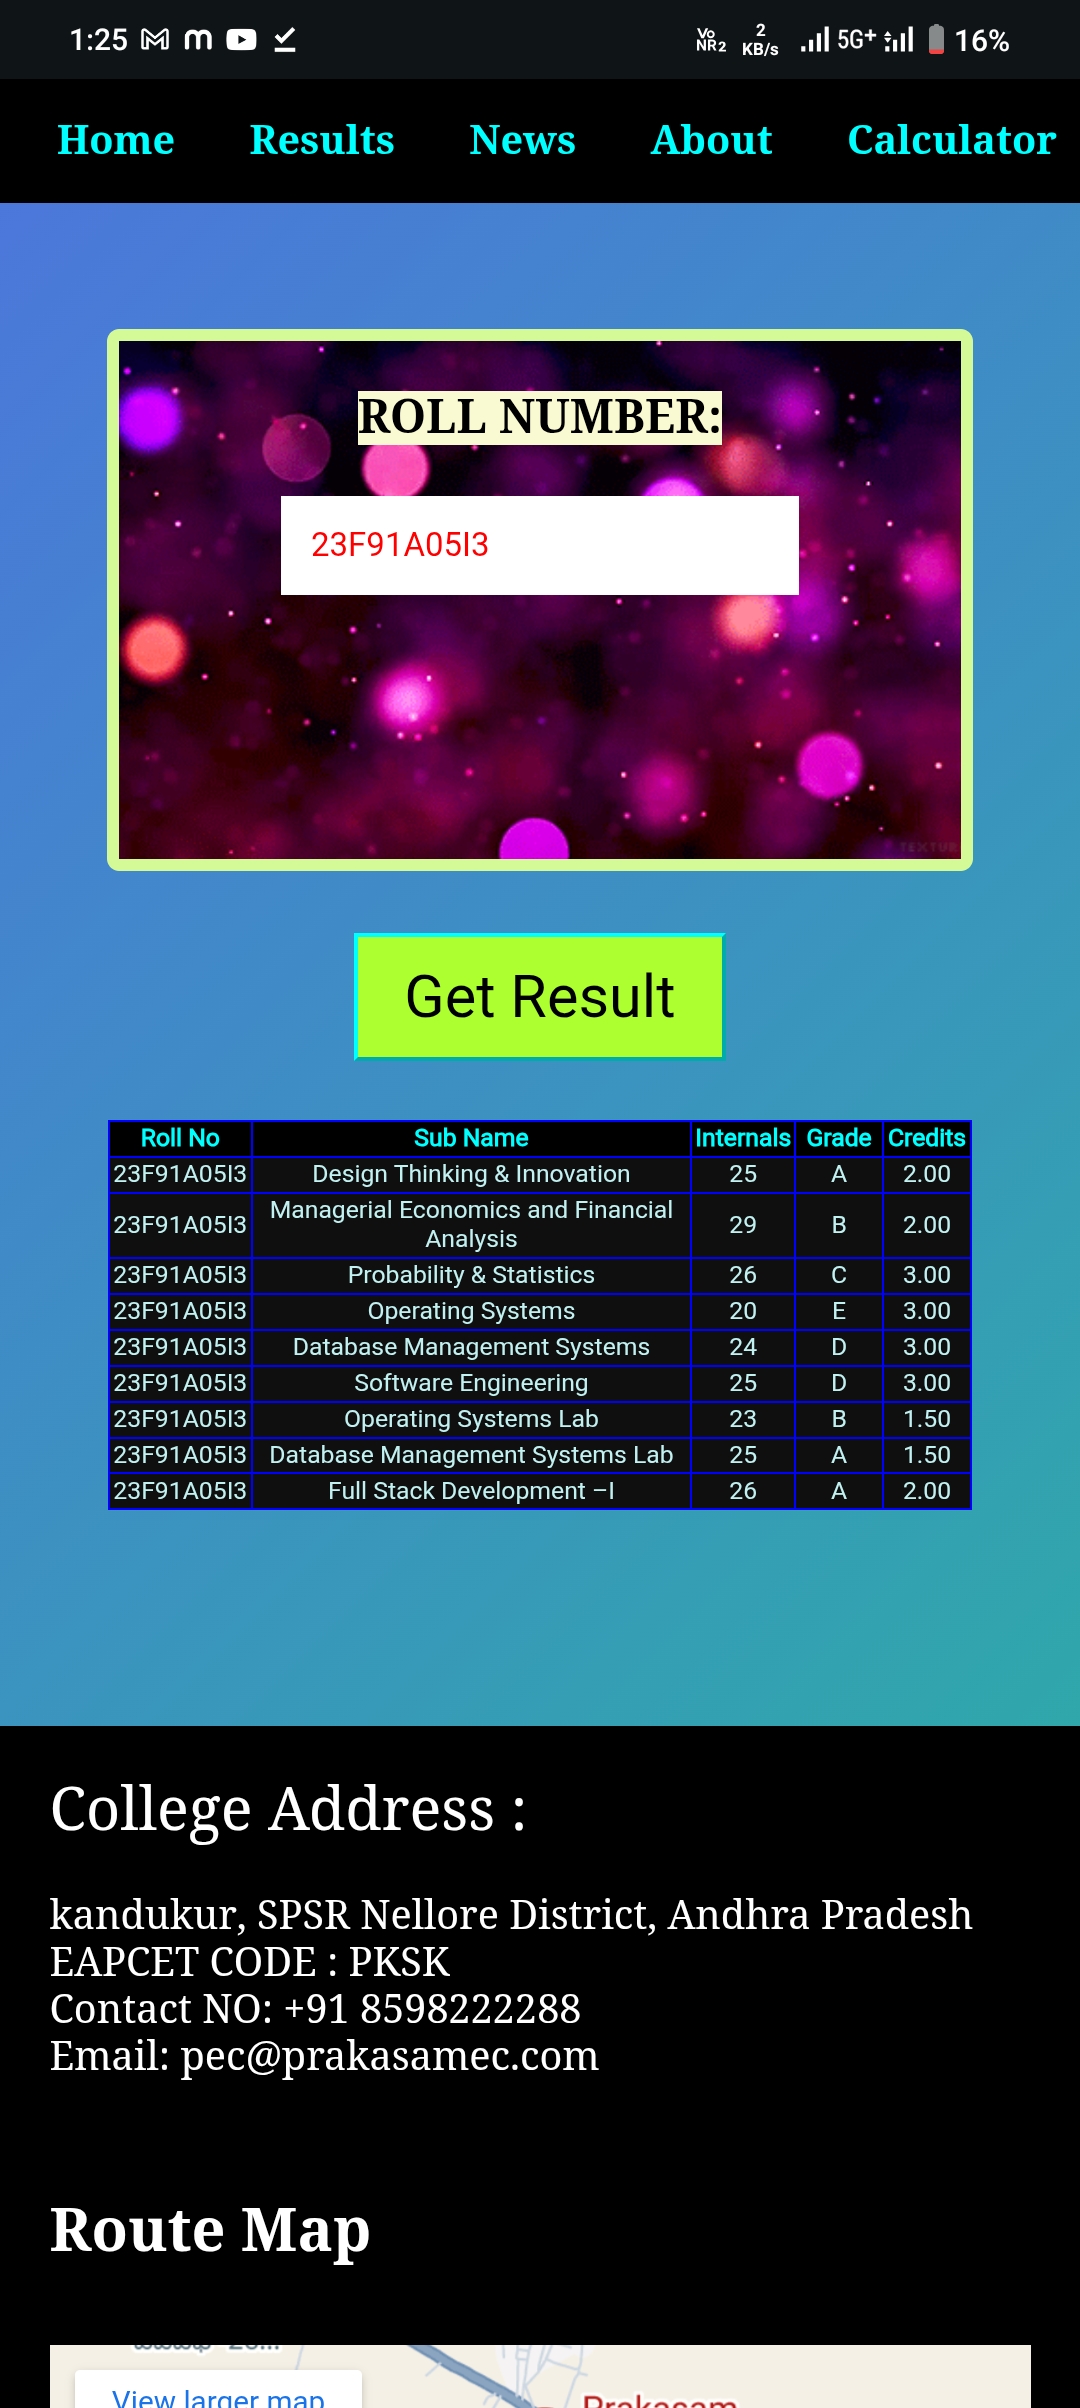 1:25 VoNR2 2 KB/s 5G+ 16%
Home Results News About Calculator
ROLL NUMBER:
23F91A05I3
Get Result
Roll No Sub Name Internals Grade Credits
23F91A05I3 Design Thinking & Innovation 25 A 2.00
23F91A05I3 Managerial Economics and Financial Analysis 29 B 2.00
23F91A05I3 Probability & Statistics 26 C 3.00
23F91A05I3 Operating Systems 20 E 3.00
23F91A05I3 Database Management Systems 24 D 3.00
23F91A05I3 Software Engineering 25 D 3.00
23F91A05I3 Operating Systems Lab 23 B 1.50
23F91A05I3 Database Management Systems Lab 25 A 1.50
23F91A05I3 Full Stack Development –I 26 A 2.00
College Address :
kandukur, SPSR Nellore District, Andhra Pradesh
EAPCET CODE : PKSK
Contact NO: +91 8598222288
Email: pec@prakasamec.com
Route Map
View larger map
Prakasam